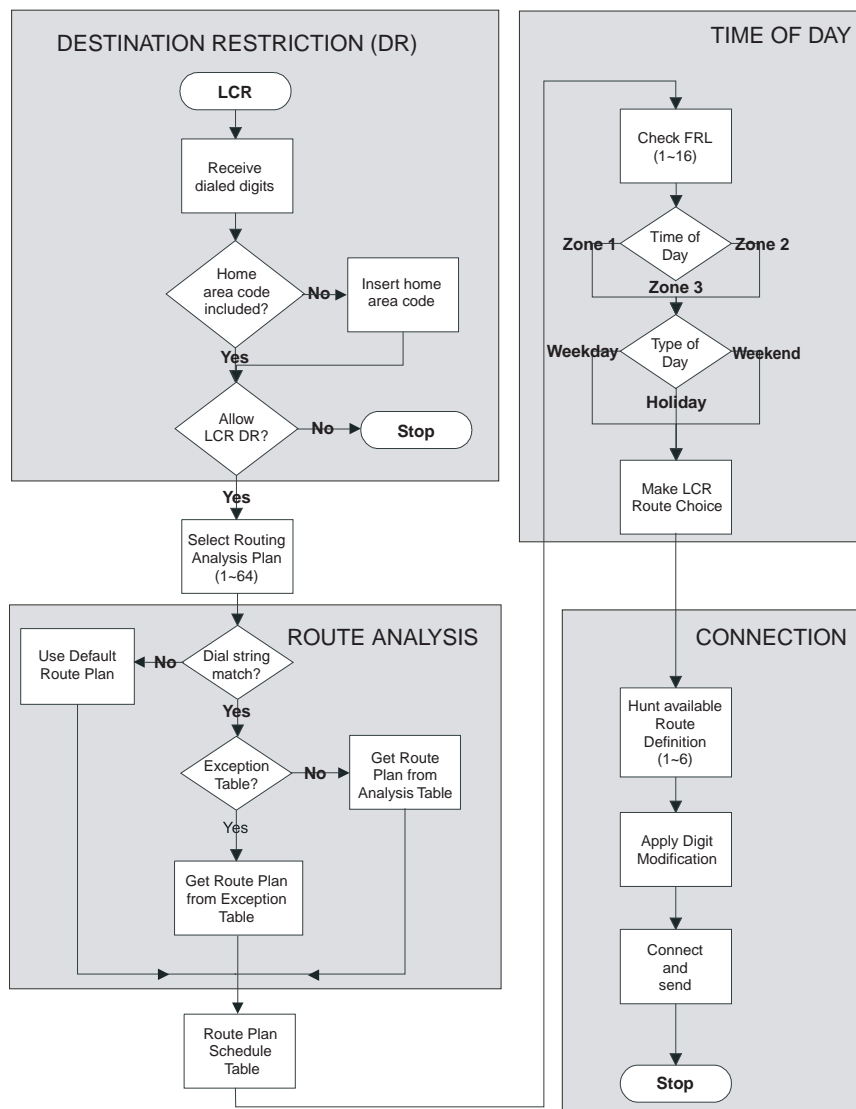 DESTINATION RESTRICTION (DR)
LCR
Receive
dialed digits
Home
area code
included?
No
Insert home
area code
Yes
Allow
LCR DR?
No
Stop
Yes
Select Routing
Analysis Plan
(1~64)
ROUTE ANALYSIS
Use Default
Route Plan
No
Dial string
match?
Yes
Exception
Table?
No
Get Route
Plan from
Analysis Table
Yes
Get Route Plan
from Exception
Table
Route Plan
Schedule
Table
TIME OF DAY
Check FRL
(1~16)
Zone 1
Time of
Day
Zone 2
Zone 3
Weekday
Type of
Day
Weekend
Holiday
Make LCR
Route Choice
CONNECTION
Hunt available
Route
Definition
(1~6)
Apply Digit
Modification
Connect
and
send
Stop